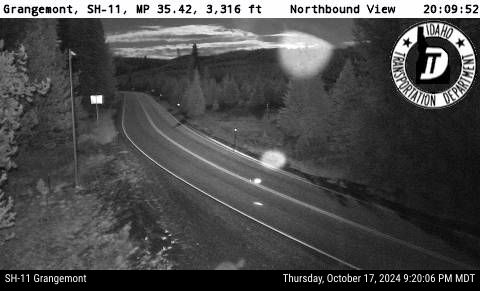 Grangemont, SH-11, MP 35.42, 3,316 ft Northbound View 20:09:52
IDAHO
TRANSPORTATION DEPARTMENT
SH-11 Grangemont Thursday, October 17, 2024 9:20:06 PM MDT